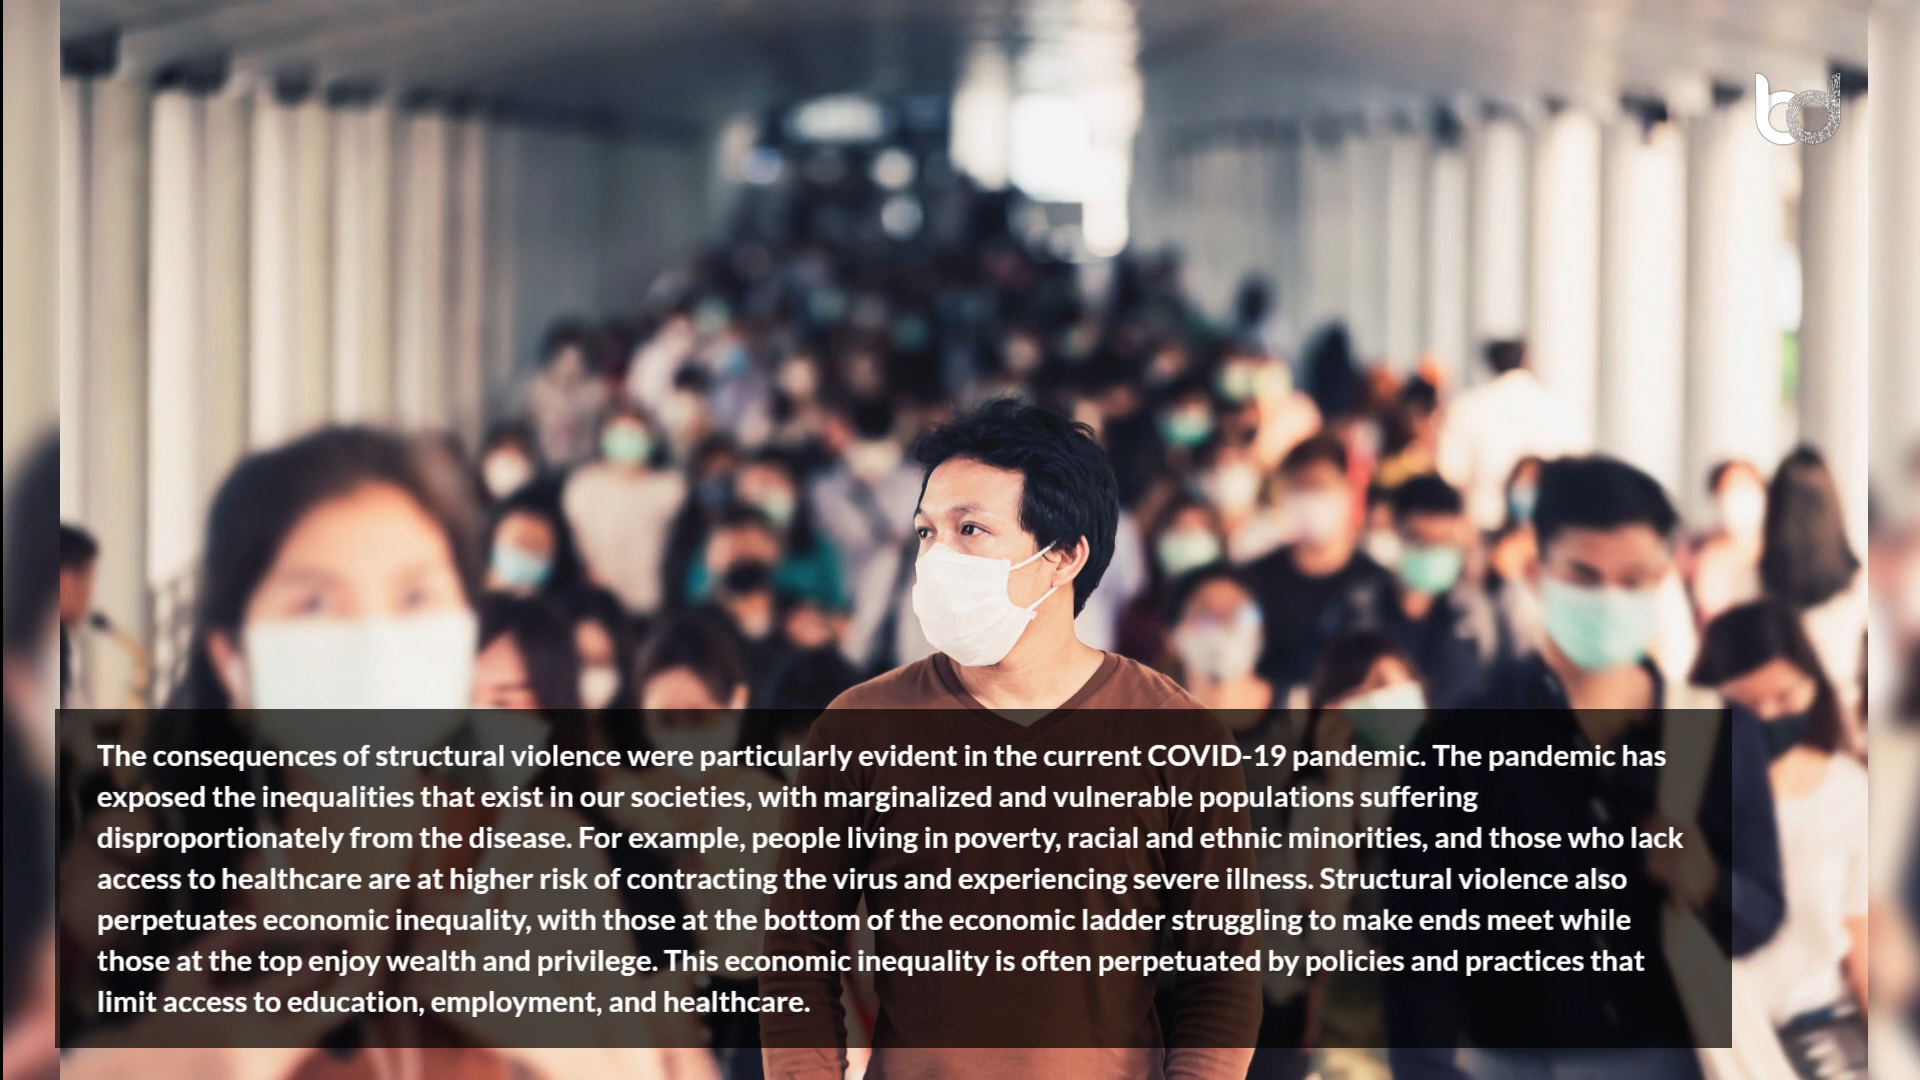 bd
The consequences of structural violence were particularly evident in the current COVID-19 pandemic. The pandemic has
exposed the inequalities that exist in our societies, with marginalized and vulnerable populations suffering
disproportionately from the disease. For example, people living in poverty, racial and ethnic minorities, and those who lack
access to healthcare are at higher risk of contracting the virus and experiencing severe illness. Structural violence also
perpetuates economic inequality, with those at the bottom of the economic ladder struggling to make ends meet while
those at the top enjoy wealth and privilege. This economic inequality is often perpetuated by policies and practices that
limit access to education, employment, and healthcare.